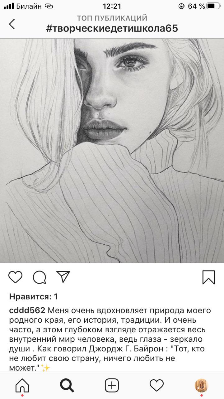 Билайн 12:21 64 %
ТОП ПУБЛИКАЦИЙ
#творческиедетишкола65
Нравится: 1
cddd562 Меня очень вдохновляет природа моего
родного края, его история, традиции. И очень
часто, а этом глубоком взгляде отражается весь
внутренний мир человека, ведь глаза - зеркало
души . Как говорил Джордж Г. Байрон : "Тот, кто
не любит свою страну, ничего любить не
может."✨